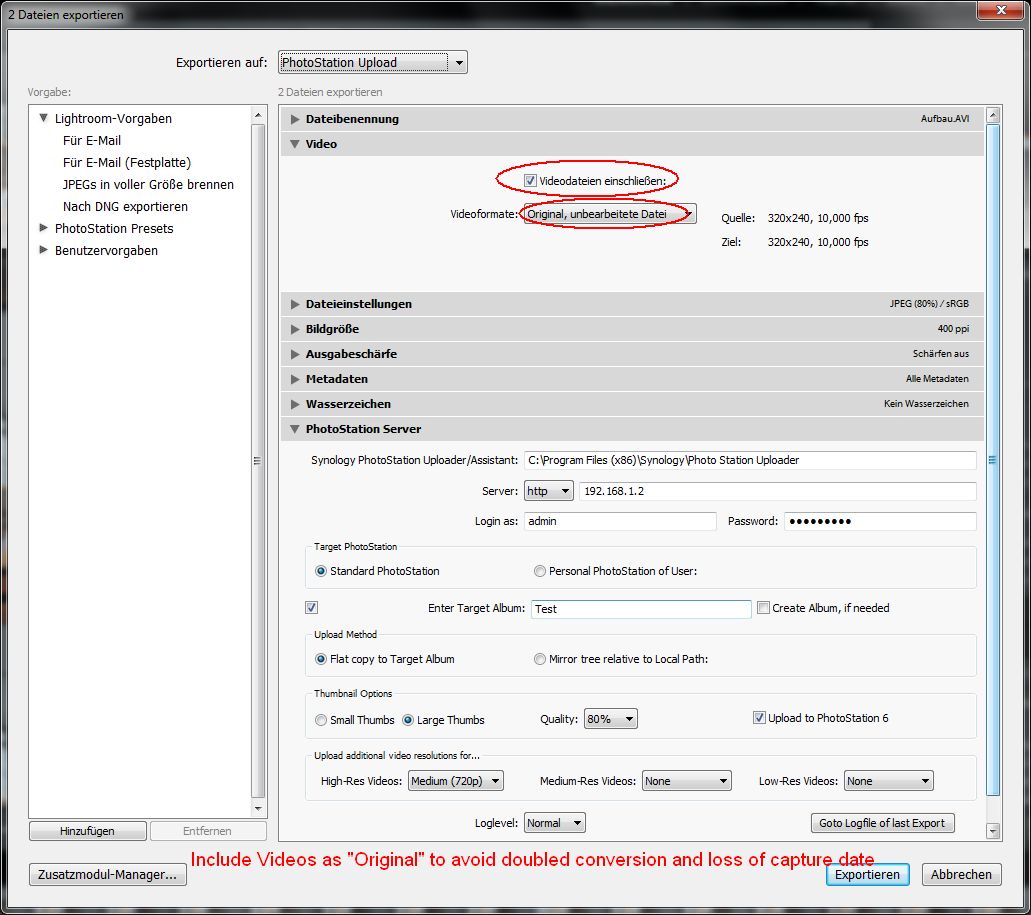 2 Dateien exportieren
Exportieren auf: PhotoStation Upload
Vorgabe:
2 Dateien exportieren
Lightroom-Vorgaben
Für E-Mail
Für E-Mail (Festplatte)
JPEGs in voller Größe brennen
Nach DNG exportieren
PhotoStation Presets
Benutzervorgaben
Hinzufügen
Entfernen
Dateibenennung Aufbau.AVI
Video
Videodateien einschließen:
Videoformate: Original, unbearbeitete Datei Quelle: 320x240, 10,000 fps
Ziel: 320x240, 10,000 fps
Dateieinstellungen JPEG (80%) / sRGB
Bildgröße 400 ppi
Ausgabeschärfe Schärfen aus
Metadaten Alle Metadaten
Wasserzeichen Kein Wasserzeichen
PhotoStation Server
Synology PhotoStation Uploader/Assistant: C:\Program Files (x86)\Synology\Photo Station Uploader
Server: http 192.168.1.2
Login as: admin Password: ●●●●●●●●●
Target PhotoStation
Standard PhotoStation Personal PhotoStation of User:
Enter Target Album: Test Create Album, if needed
Upload Method
Flat copy to Target Album Mirror tree relative to Local Path:
Thumbnail Options
Small Thumbs Large Thumbs Quality: 80% Upload to PhotoStation 6
Upload additional video resolutions for...
High-Res Videos: Medium (720p) Medium-Res Videos: None Low-Res Videos: None
Loglevel: Normal Goto Logfile of last Export
Include Videos as "Original" to avoid doubled conversion and loss of capture date
Zusatzmodul-Manager... Exportieren Abbrechen